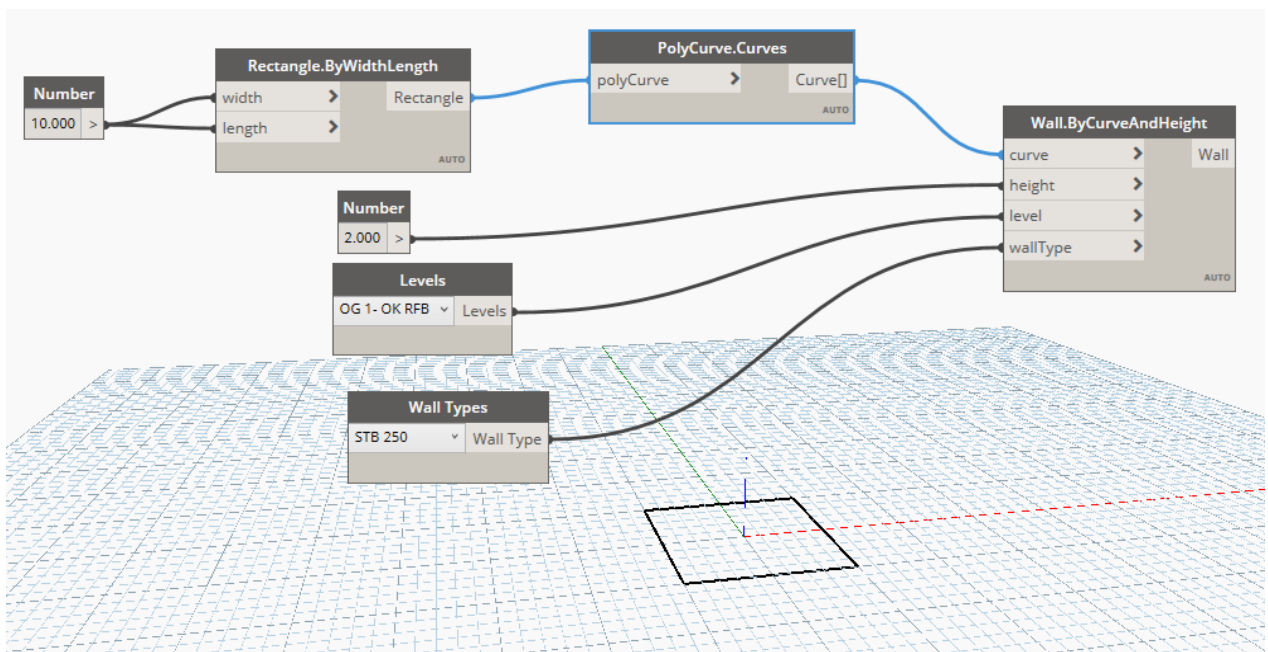 Number
10.000 >
Rectangle.ByWidthLength
width > Rectangle
length >
AUTO
PolyCurve.Curves
polyCurve > Curve[]
AUTO
Wall.ByCurveAndHeight
curve > Wall
height >
level >
wallType >
AUTO
Number
2.000 >
Levels
OG 1- OK RFB Levels
Wall Types
STB 250 Wall Type